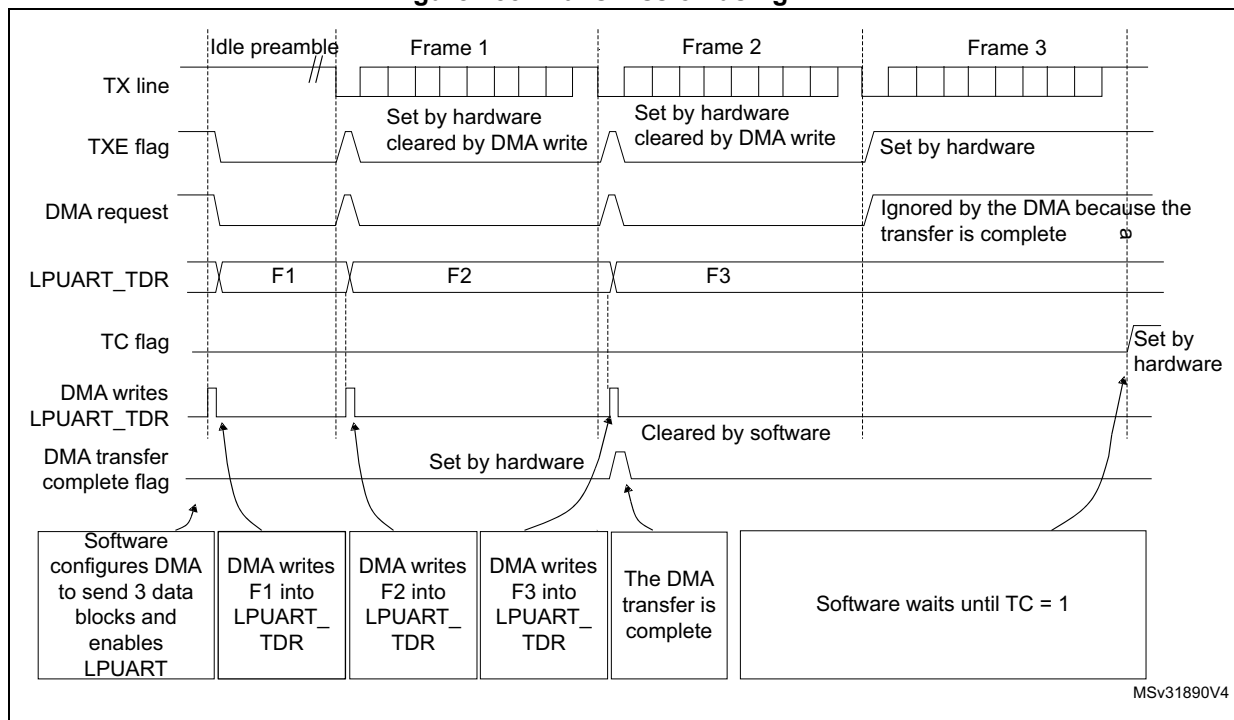 Idle preamble
Frame 1
Frame 2
Frame 3
TX line
Set by hardware
cleared by DMA write
Set by hardware
cleared by DMA write
TXE flag
Set by hardware
DMA request
Ignored by the DMA because the
transfer is complete
a
LPUART_TDR
F1
F2
F3
TC flag
Set by
hardware
DMA writes
LPUART_TDR
Cleared by software
DMA transfer
complete flag
Set by hardware
Software
configures DMA
to send 3 data
blocks and
enables
LPUART
DMA writes
F1 into
LPUART_
TDR
DMA writes
F2 into
LPUART_
TDR
DMA writes
F3 into
LPUART_
TDR
The DMA
transfer is
complete
Software waits until TC = 1
MSv31890V4